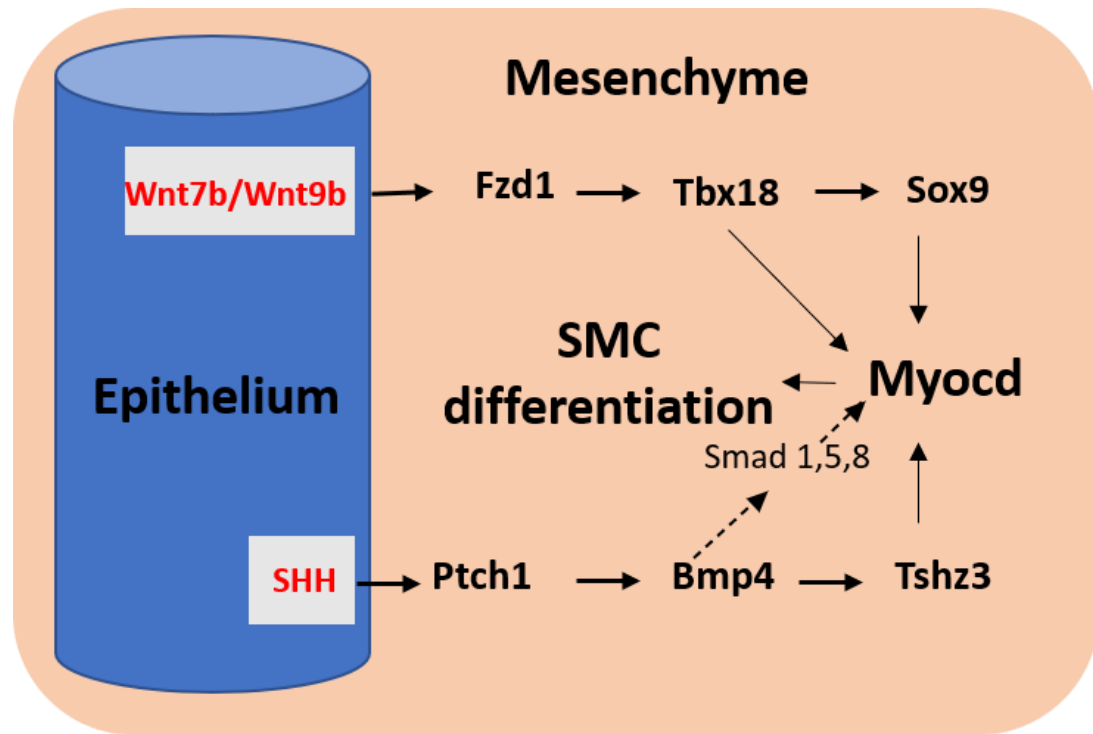 Mesenchyme
Wnt7b/Wnt9b
Fzd1
Tbx18
Sox9
SMC
differentiation
Myocd
Epithelium
Smad 1,5,8
SHH
Ptch1
Bmp4
Tshz3